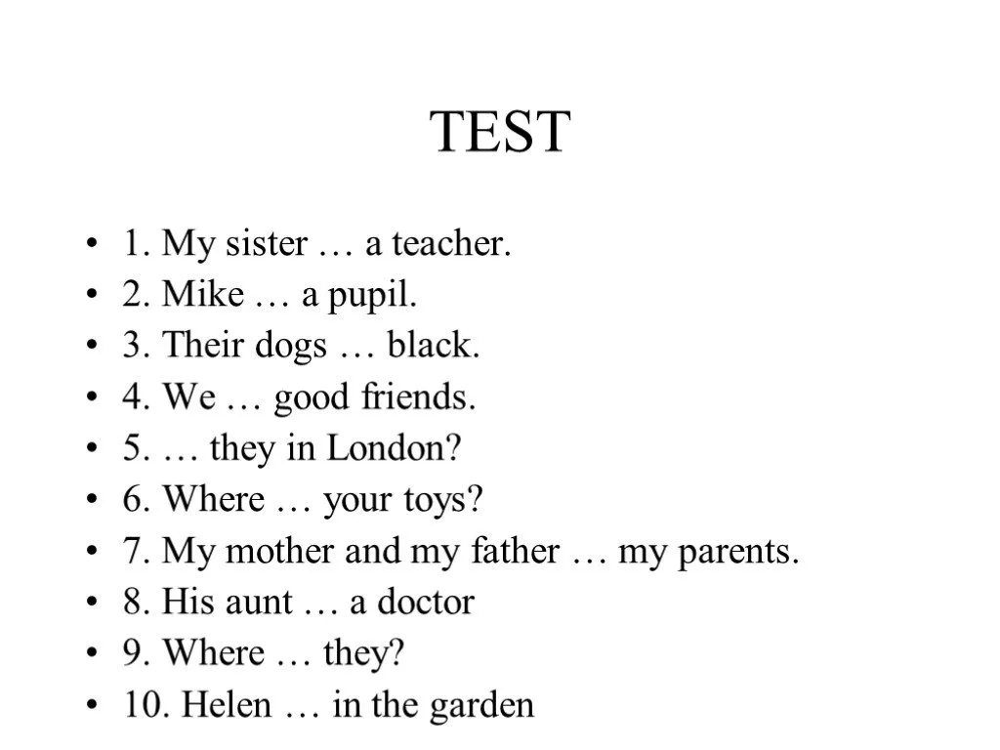 TEST
• 1. My sister … a teacher.
• 2. Mike … a pupil.
• 3. Their dogs … black.
• 4. We … good friends.
• 5. … they in London?
• 6. Where … your toys?
• 7. My mother and my father … my parents.
• 8. His aunt … a doctor
• 9. Where … they?
• 10. Helen … in the garden